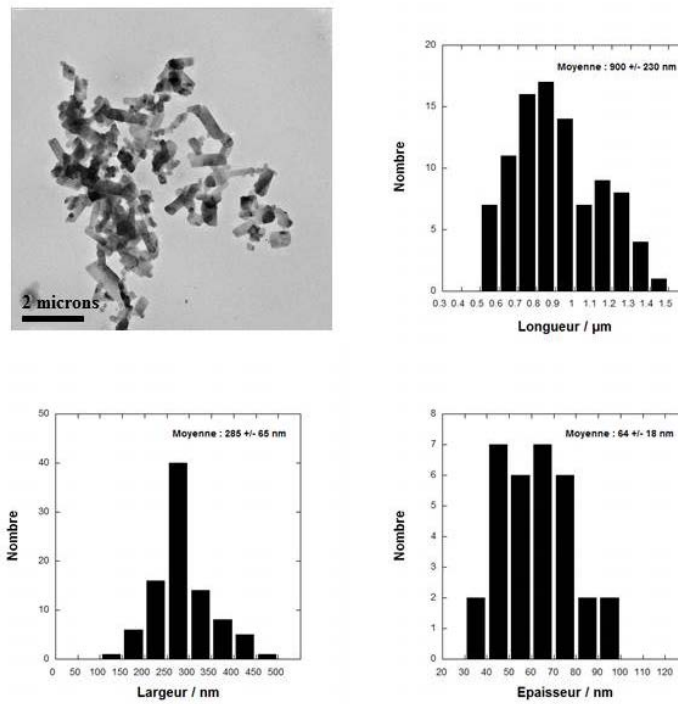 2 microns
20
15
10
5
0
Nombre
Moyenne : 900 +/- 230 nm
0.3 0.4 0.5 0.6 0.7 0.8 0.9 1 1.1 1.2 1.3 1.4 1.5
Longueur / µm
50
40
30
20
10
0
Nombre
Moyenne : 285 +/- 65 nm
0 50 100 150 200 250 300 350 400 450 500
Largeur / nm
8
7
6
5
4
3
2
1
0
Nombre
Moyenne : 64 +/- 18 nm
20 30 40 50 60 70 80 90 100 110 120
Epaisseur / nm